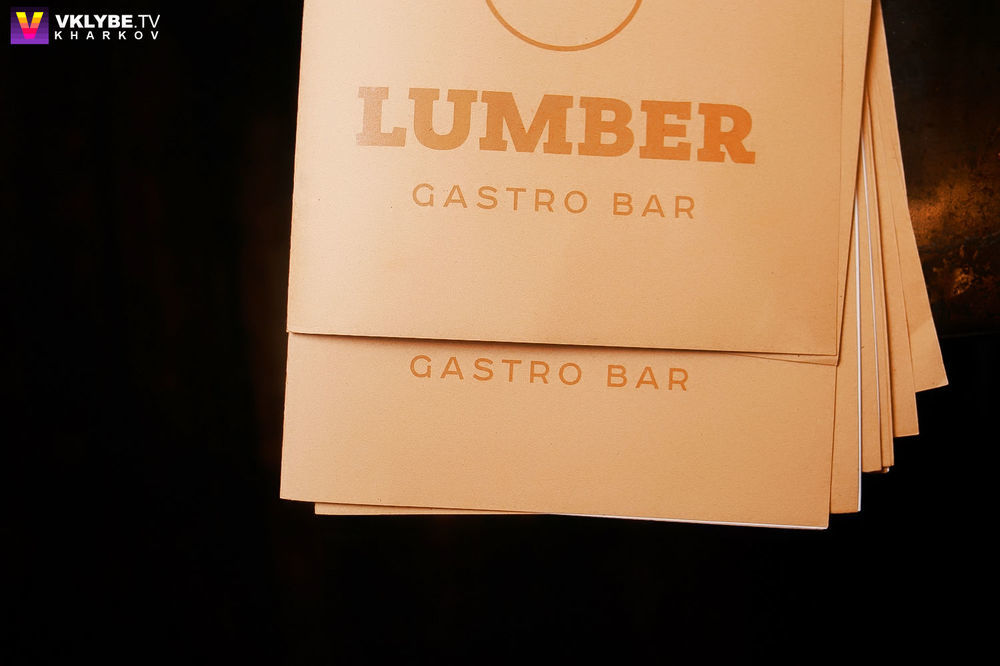 VKLYBE.TV
KHARKOV
LUMBER
GASTRO BAR
GASTRO BAR